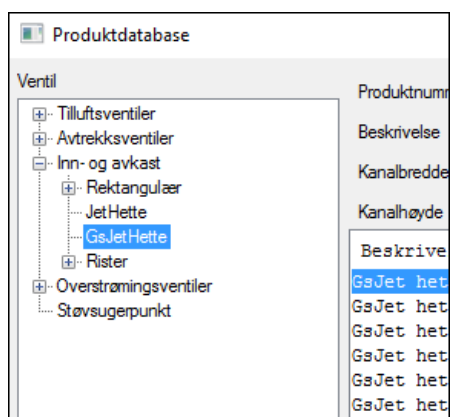 Produktdatabase
Ventil
Tilluftsventiler
Avtrekksventiler
Inn- og avkast
Rektangulær
JetHette
GsJetHette
Rister
Overstrømingsventiler
Støvsugerpunkt
Produktnumr
Beskrivelse
Kanalbredde
Kanalhøyde
Beskrive
GsJet het
GsJet het
GsJet het
GsJet het
GsJet het
GsJet het